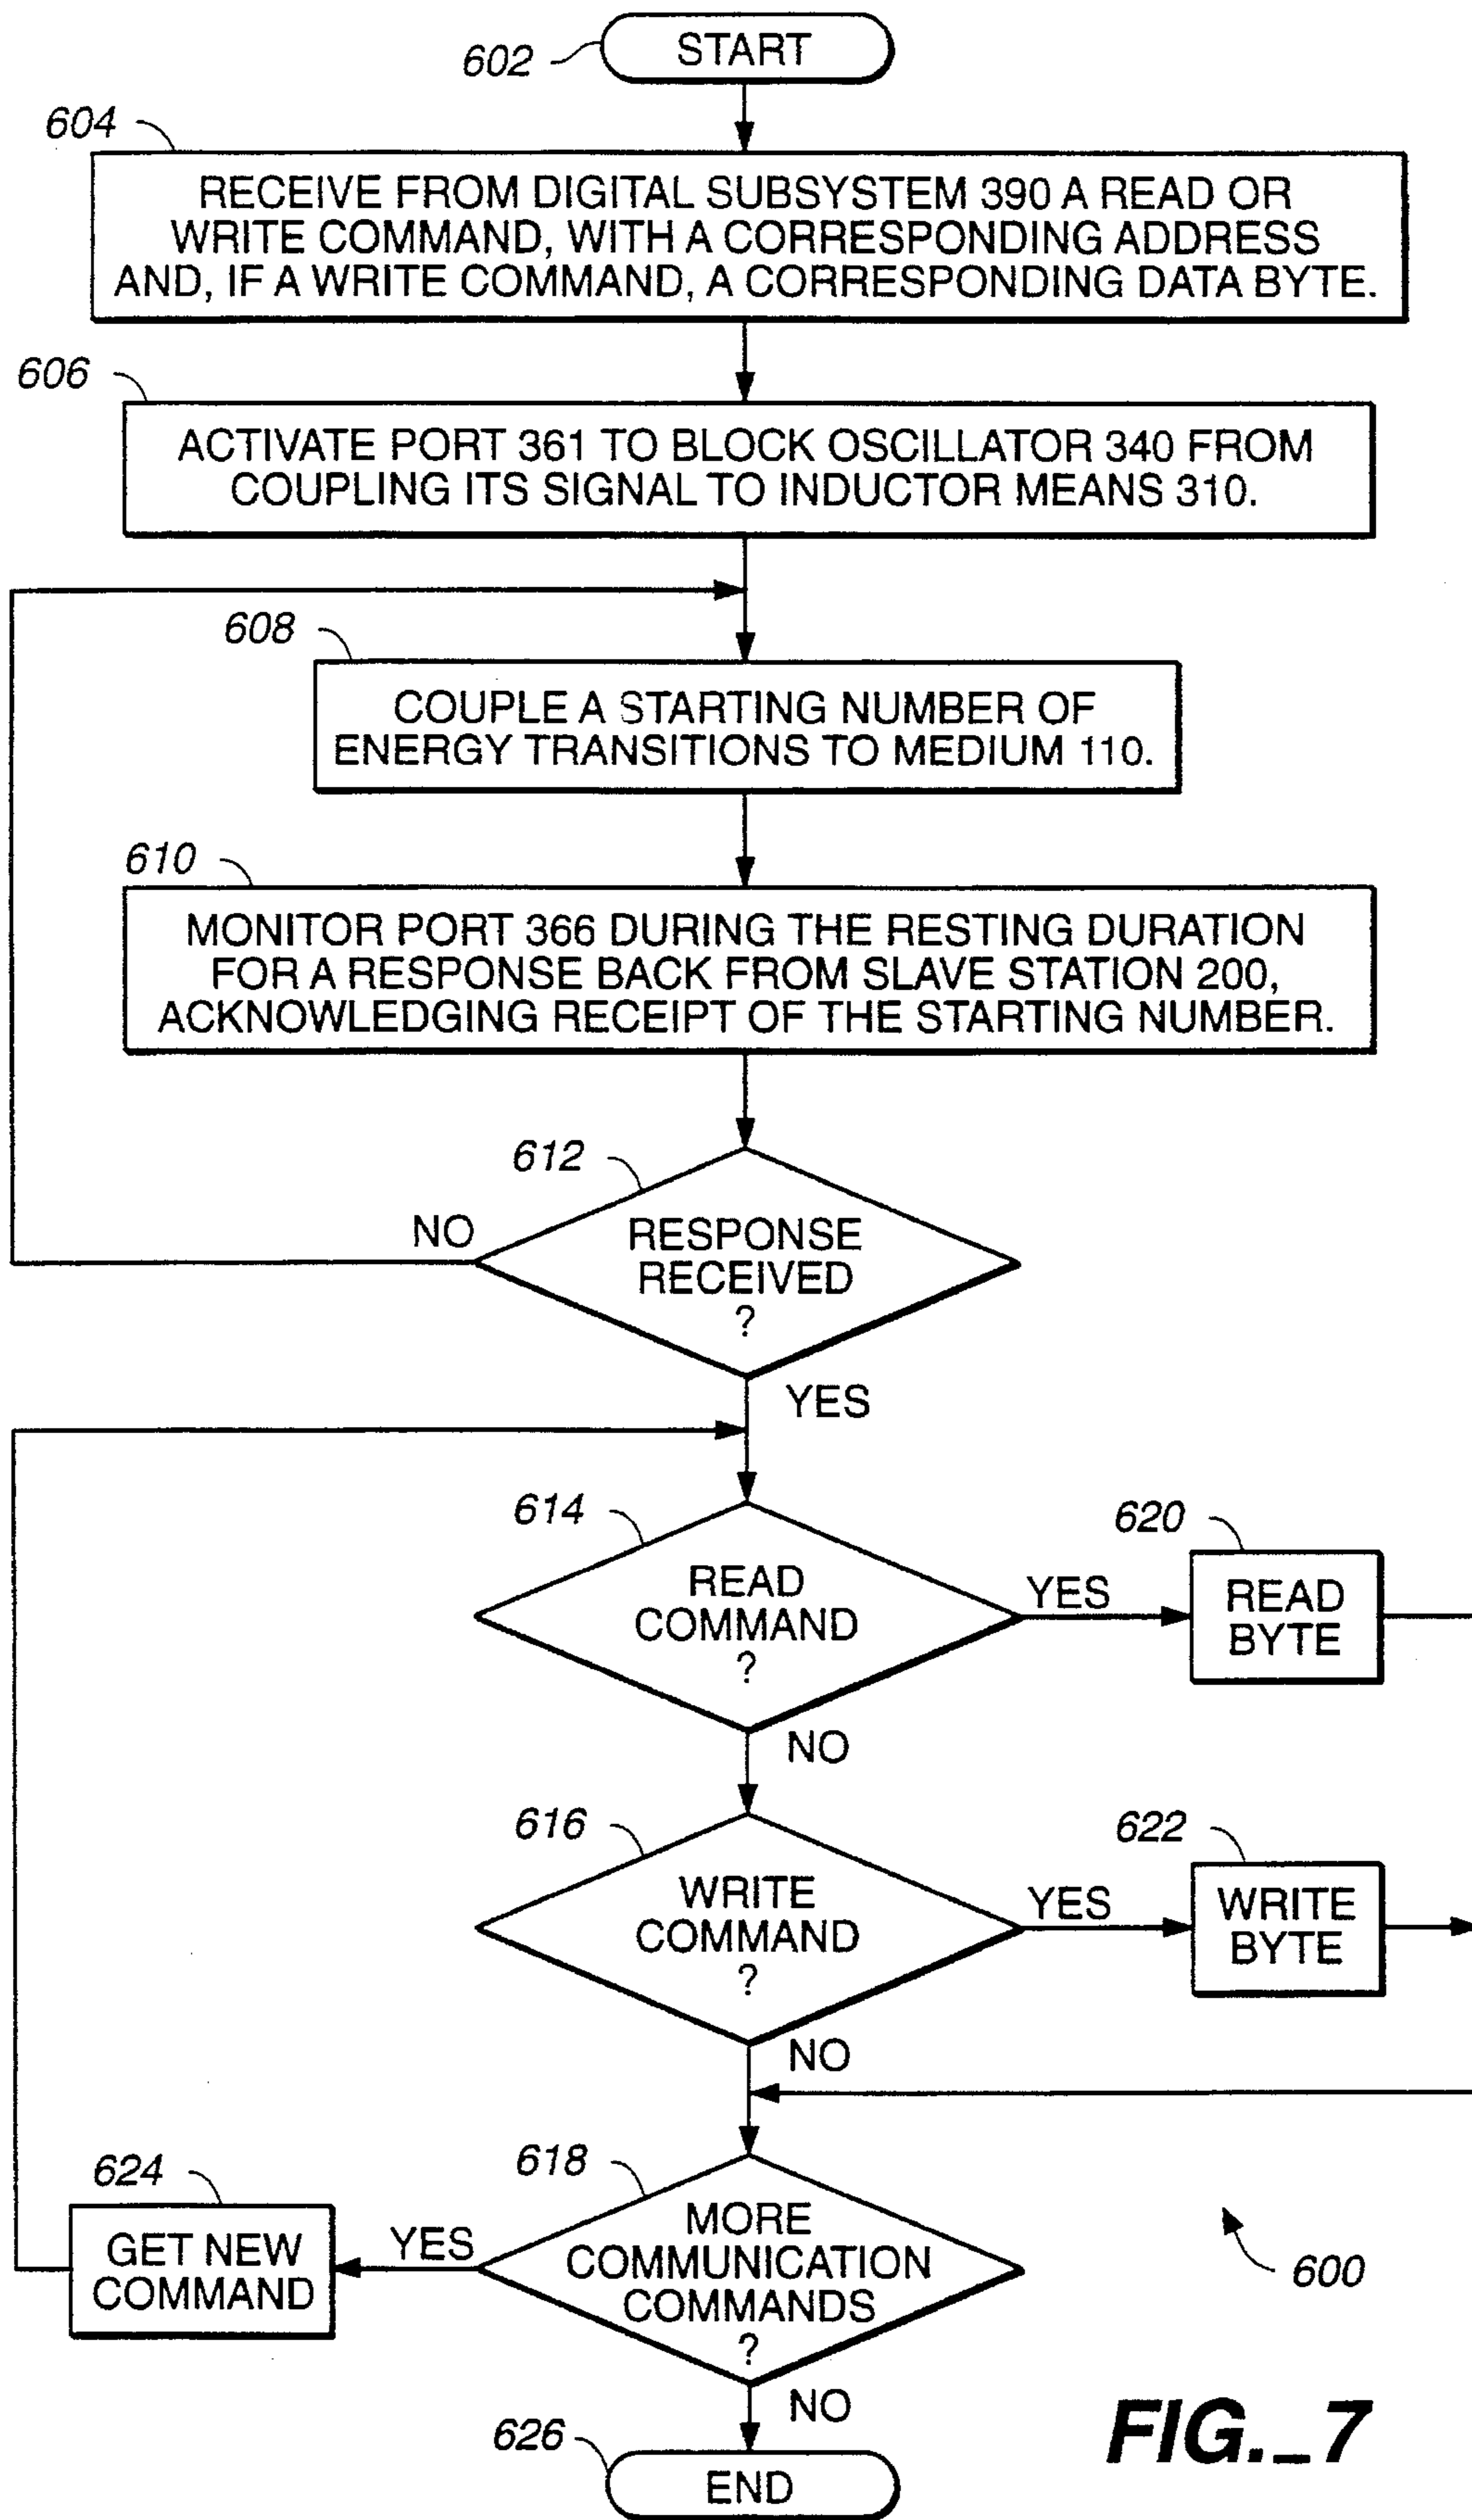 602
START
604
RECEIVE FROM DIGITAL SUBSYSTEM 390 A READ OR
WRITE COMMAND, WITH A CORRESPONDING ADDRESS
AND, IF A WRITE COMMAND, A CORRESPONDING DATA BYTE.
606
ACTIVATE PORT 361 TO BLOCK OSCILLATOR 340 FROM
COUPLING ITS SIGNAL TO INDUCTOR MEANS 310.
608
COUPLE A STARTING NUMBER OF
ENERGY TRANSITIONS TO MEDIUM 110.
610
MONITOR PORT 366 DURING THE RESTING DURATION
FOR A RESPONSE BACK FROM SLAVE STATION 200,
ACKNOWLEDGING RECEIPT OF THE STARTING NUMBER.
612
NO
RESPONSE
RECEIVED
?
YES
614
READ
COMMAND
?
YES
620
READ
BYTE
NO
616
WRITE
COMMAND
?
YES
622
WRITE
BYTE
NO
618
MORE
COMMUNICATION
COMMANDS
?
YES
624
GET NEW
COMMAND
600
NO
626
END
FIG._7